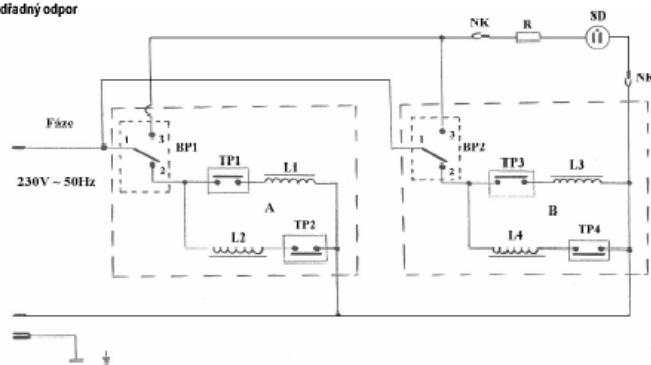 dřadný odpor
NK R SD
NK
Fáze
1 3 BP1
2
230V ~ 50Hz
TP1 L1
A
L2 TP2
1 3 BP2
2
TP3 L3
B
L4 TP4